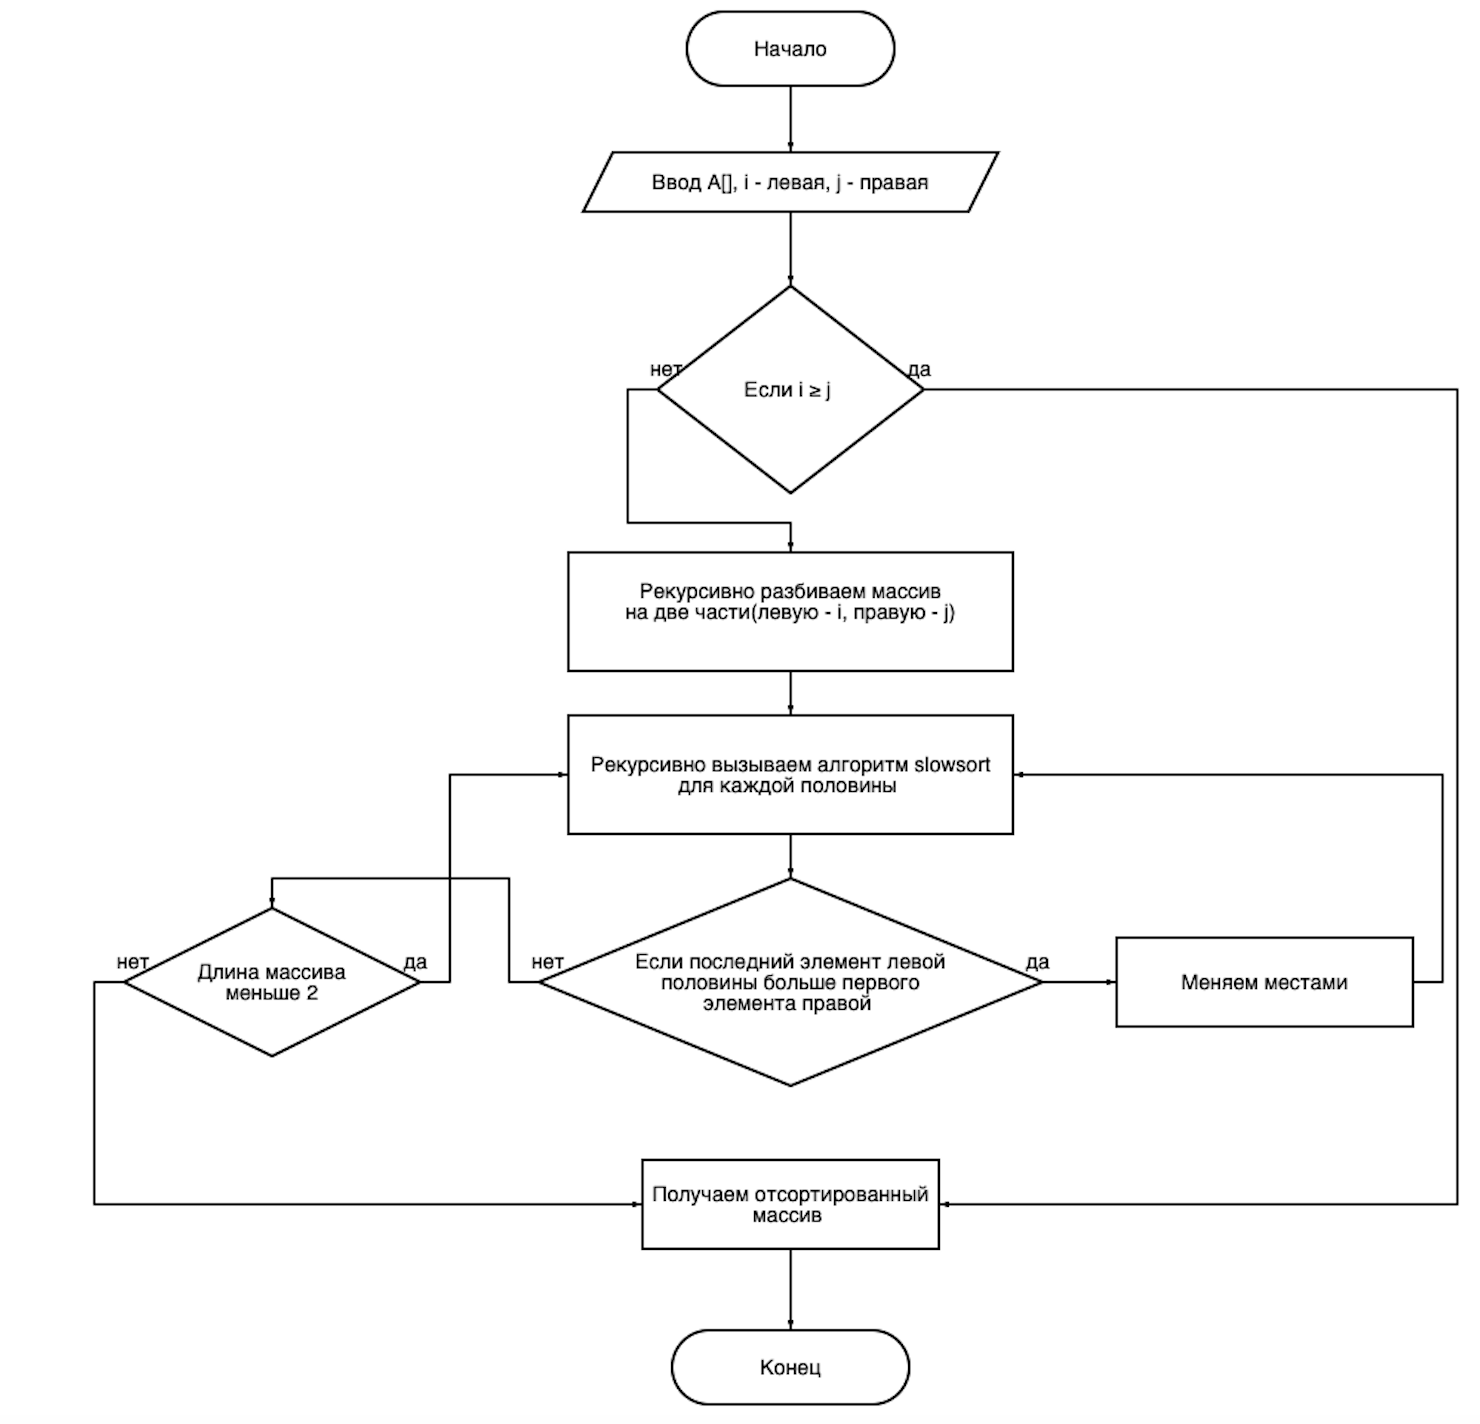 Начало
Ввод A[], i - левая, j - правая
нет
да
Если i ≥ j
Рекурсивно разбиваем массив
на две части(левую - i, правую - j)
Рекурсивно вызываем алгоритм slowsort
для каждой половины
нет
да
Длина массива
меньше 2
нет
да
Если последний элемент левой
половины больше первого
элемента правой
Меняем местами
Получаем отсортированный
массив
Конец